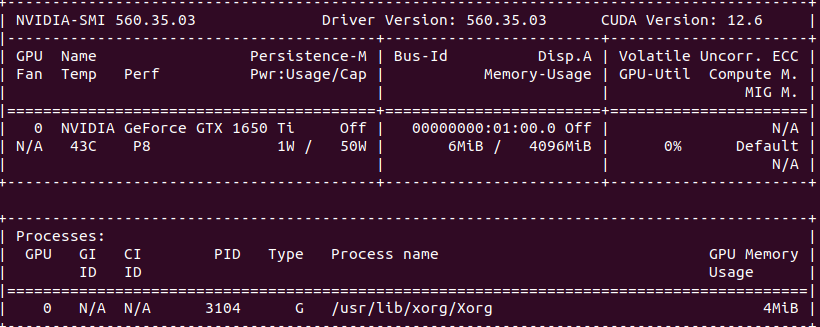 +-----------------------------------------------------------------------------------------+
| NVIDIA-SMI 560.35.03              Driver Version: 560.35.03      CUDA Version: 12.6     |
|-----------------------------------------+------------------------+----------------------+
| GPU  Name                 Persistence-M | Bus-Id          Disp.A | Volatile Uncorr. ECC |
| Fan  Temp   Perf          Pwr:Usage/Cap |           Memory-Usage | GPU-Util  Compute M. |
|                                         |                        |               MIG M. |
|=========================================+========================+======================|
|   0  NVIDIA GeForce GTX 1650 Ti     Off |   00000000:01:00.0 Off |                  N/A |
| N/A   43C    P8              1W /   50W |       6MiB /   4096MiB |      0%      Default |
|                                         |                        |                  N/A |
+-----------------------------------------+------------------------+----------------------+
+-----------------------------------------------------------------------------------------+
| Processes:                                                                              |
|  GPU   GI   CI        PID   Type   Process name                              GPU Memory |
|        ID   ID                                                               Usage      |
|=========================================================================================|
|    0   N/A  N/A      3104      G   /usr/lib/xorg/Xorg                              4MiB |
+-----------------------------------------------------------------------------------------+